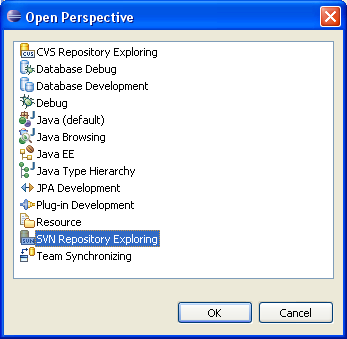 Open Perspective
CVS Repository Exploring
Database Debug
Database Development
Debug
Java (default)
Java Browsing
Java EE
Java Type Hierarchy
JPA Development
Plug-in Development
Resource
SVN Repository Exploring
Team Synchronizing
OK Cancel